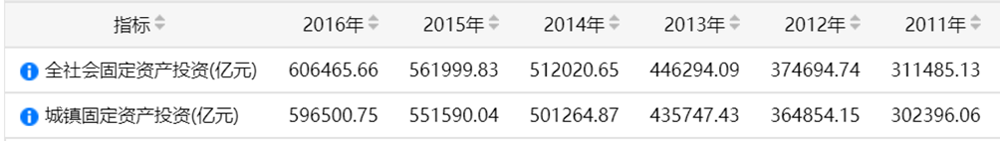 指标 2016年 2015年 2014年 2013年 2012年 2011年
全社会固定资产投资(亿元) 606465.66 561999.83 512020.65 446294.09 374694.74 311485.13
城镇固定资产投资(亿元) 596500.75 551590.04 501264.87 435747.43 364854.15 302396.06